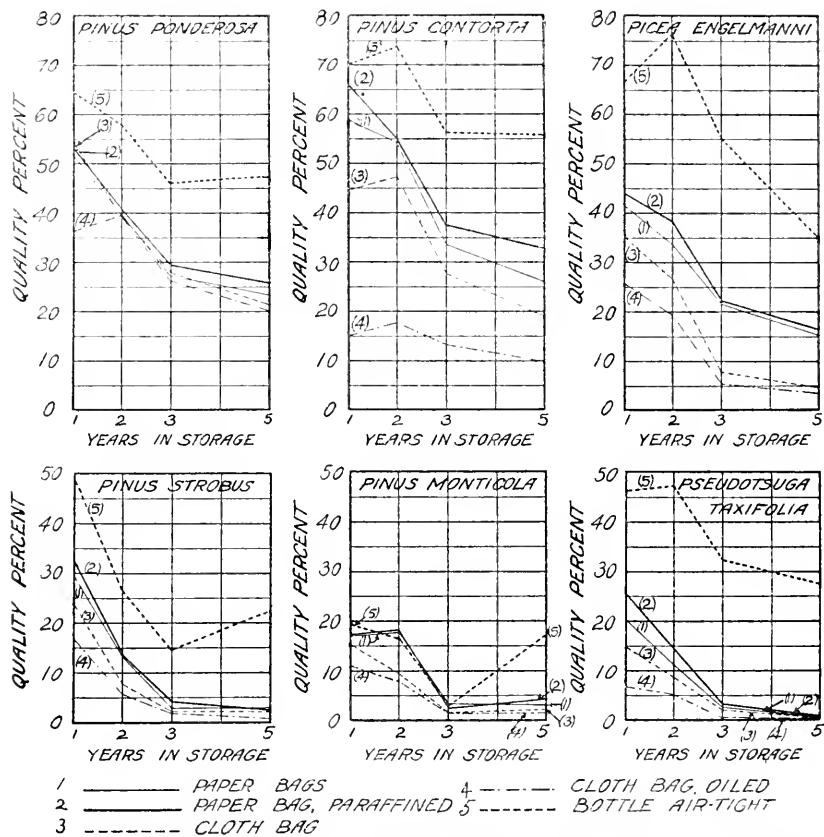 PINUS PONDEROSA
QUALITY PERCENT
80
70
60
50
40
30
20
10
0
(5)
(3)
(2)
(4)
1 2 3 5
YEARS IN STORAGE
PINUS CONTORTA
QUALITY PERCENT
80
70
60
50
40
30
20
10
0
(5)
(2)
(1)
(3)
(4)
1 2 3 5
YEARS IN STORAGE
PICEA ENGELMANNI
QUALITY PERCENT
80
70
60
50
40
30
20
10
0
(5)
(2)
(1)
(3)
(4)
1 2 3 5
YEARS IN STORAGE
PINUS STROBUS
QUALITY PERCENT
50
40
30
20
10
0
(5)
(2)
(1)
(3)
(4)
1 2 3 5
YEARS IN STORAGE
PINUS MONTICOLA
QUALITY PERCENT
50
40
30
20
10
0
(5)
(1)
(4)
(5)
(2)
(1)
(3)
(4)
1 2 3 5
YEARS IN STORAGE
PSEUDOTSUGA
TAXIFOLIA
QUALITY PERCENT
50
40
30
20
10
0
(5)
(2)
(1)
(3)
(4)
(1)
(2)
(3)
(4)
1 2 3 5
YEARS IN STORAGE
1 PAPER BAGS
2 PAPER BAG, PARAFFINED
3 CLOTH BAG
4 CLOTH BAG, OILED
5 BOTTLE AIR-TIGHT